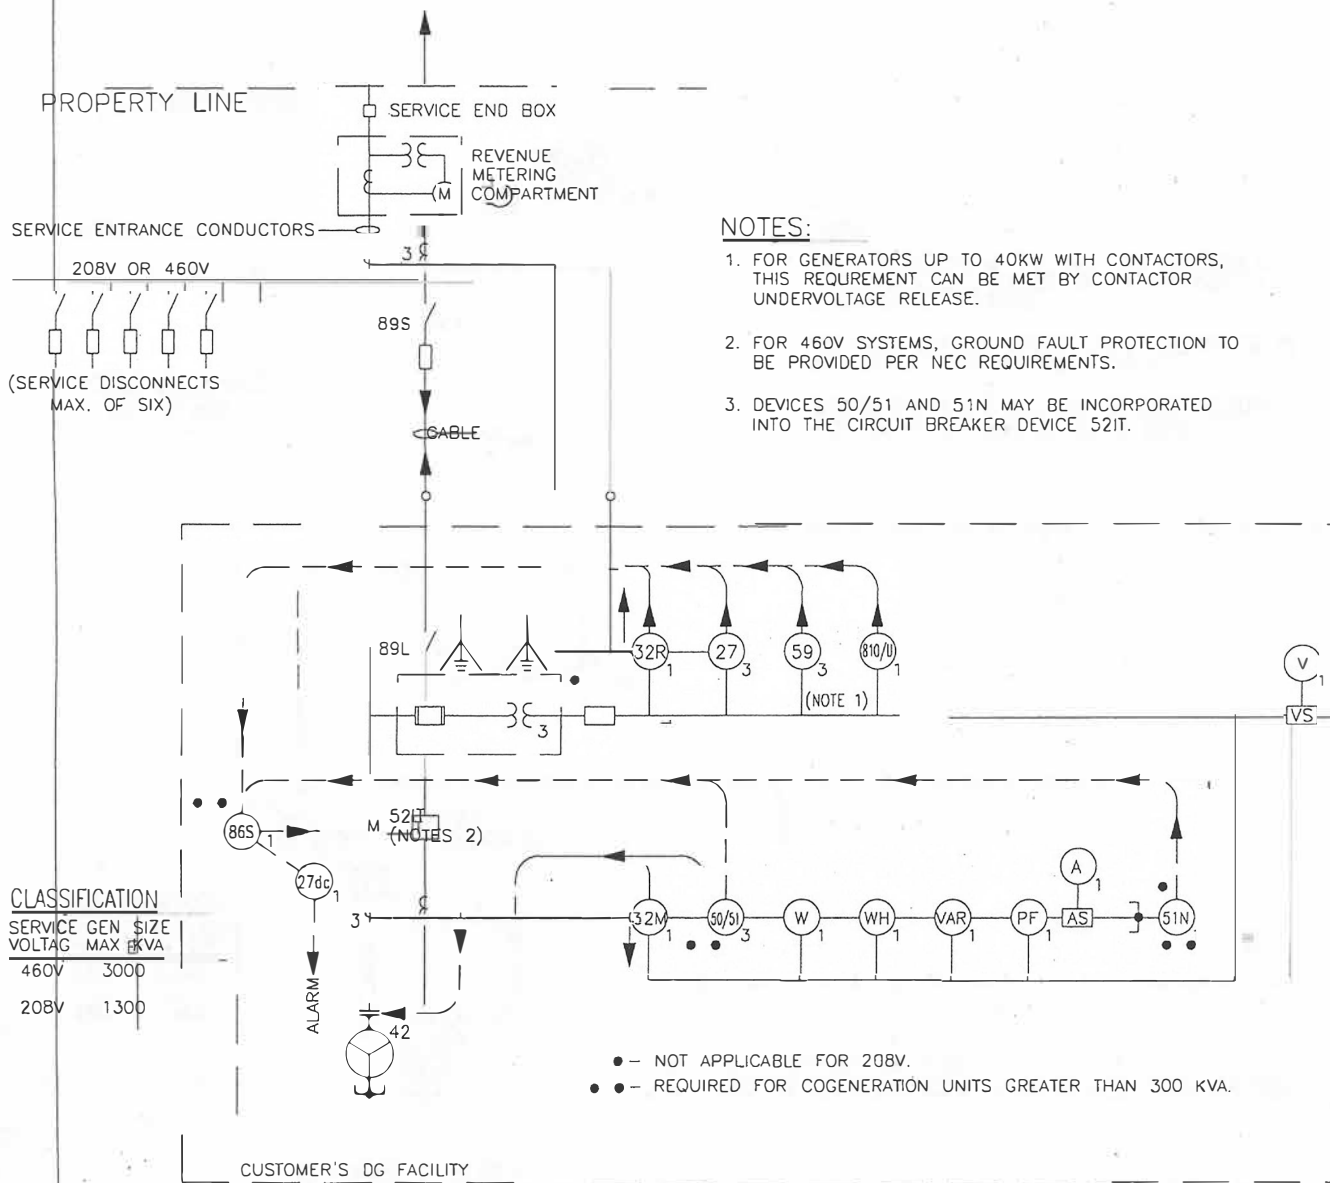 PROPERTY LINE
SERVICE END BOX
REVENUE
METERING
COMPARTMENT
M
SERVICE ENTRANCE CONDUCTORS
3
208V OR 460V
89S
(SERVICE DISCONNECTS
MAX. OF SIX)
CABLE
NOTES:
1. FOR GENERATORS UP TO 40KW WITH CONTACTORS,
THIS REQUREMENT CAN BE MET BY CONTACTOR
UNDERVOLTAGE RELEASE.
2. FOR 460V SYSTEMS, GROUND FAULT PROTECTION TO
BE PROVIDED PER NEC REQUIREMENTS.
3. DEVICES 50/51 AND 51N MAY BE INCORPORATED
INTO THE CIRCUIT BREAKER DEVICE 52IT.
89L
32R 1
27 3
59 3
810/U 1
(NOTE 1)
V 1
VS
3
86S 1
M
52IT
(NOTES 2)
27dc 1
ALARM
3
32M 1
50/51 3
W 1
WH 1
VAR 1
PF 1
A 1
AS
51N 1
42
CLASSIFICATION
SERVICE GEN SIZE
VOLTAG MAX KVA
460V 3000
208V 1300
● – NOT APPLICABLE FOR 208V.
● ● – REQUIRED FOR COGENERATION UNITS GREATER THAN 300 KVA.
CUSTOMER'S DG FACILITY